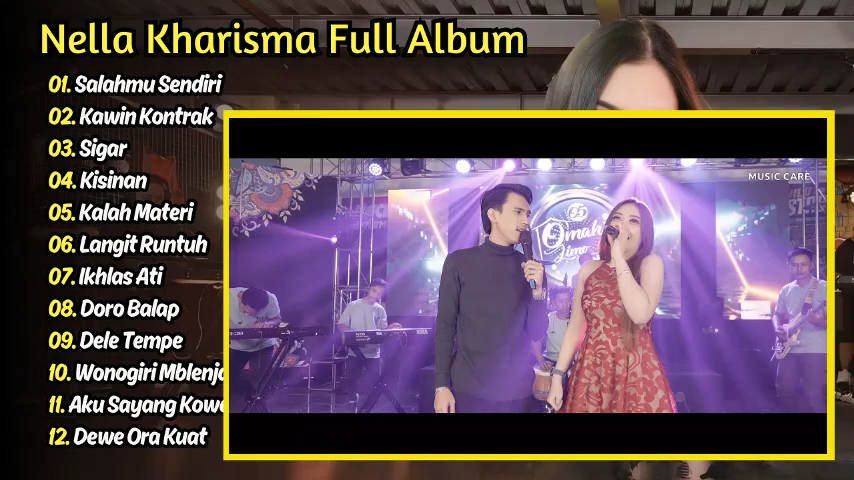 Nella Kharisma Full Album
01. Salahmu Sendiri
02. Kawin Kontrak
03. Sigar
04. Kisinan
05. Kalah Materi
06. Langit Runtuh
07. Ikhlas Ati
08. Doro Balap
09. Dele Tempe
10. Wonogiri
11. Aku Sayang
12. Dewe Ora Kuat
MUSIC CARE
Omah
Limo